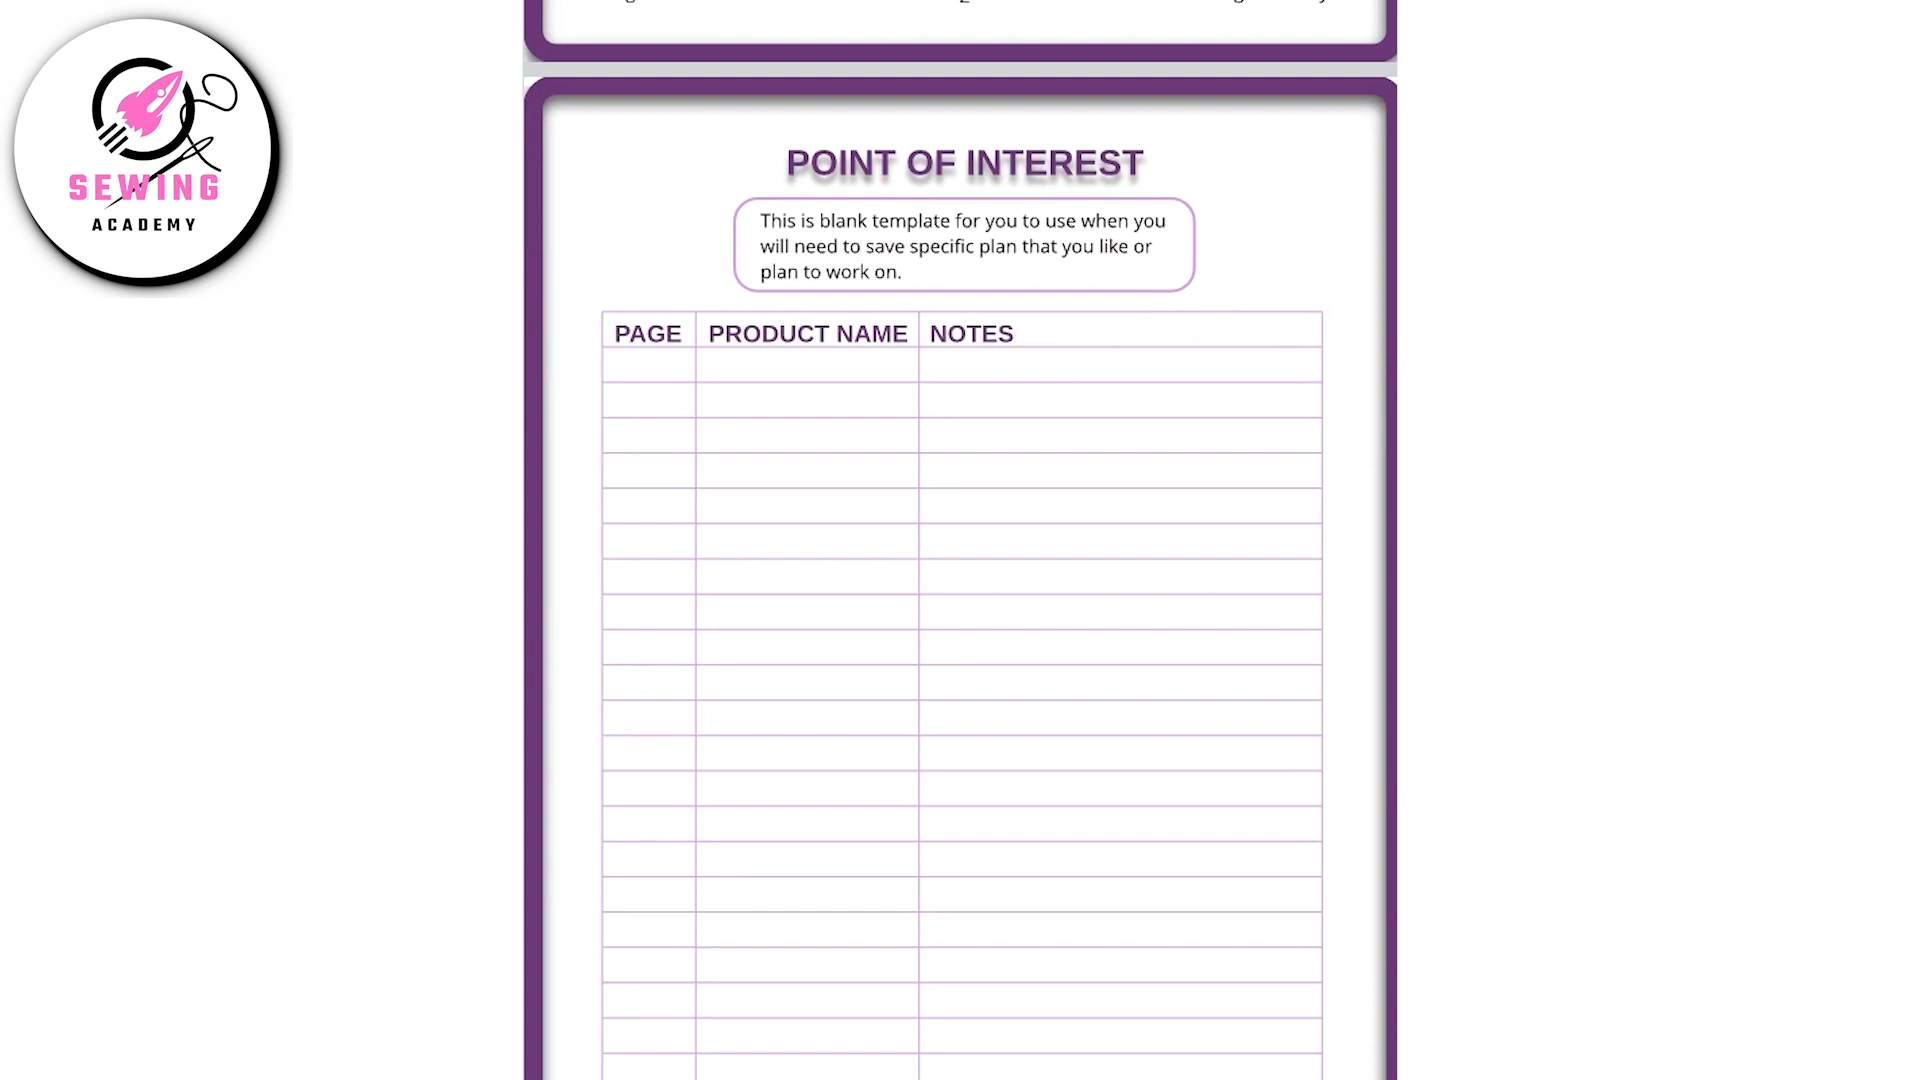 SEWING
ACADEMY
POINT OF INTEREST
This is blank template for you to use when you
will need to save specific plan that you like or
plan to work on.
PAGE PRODUCT NAME NOTES